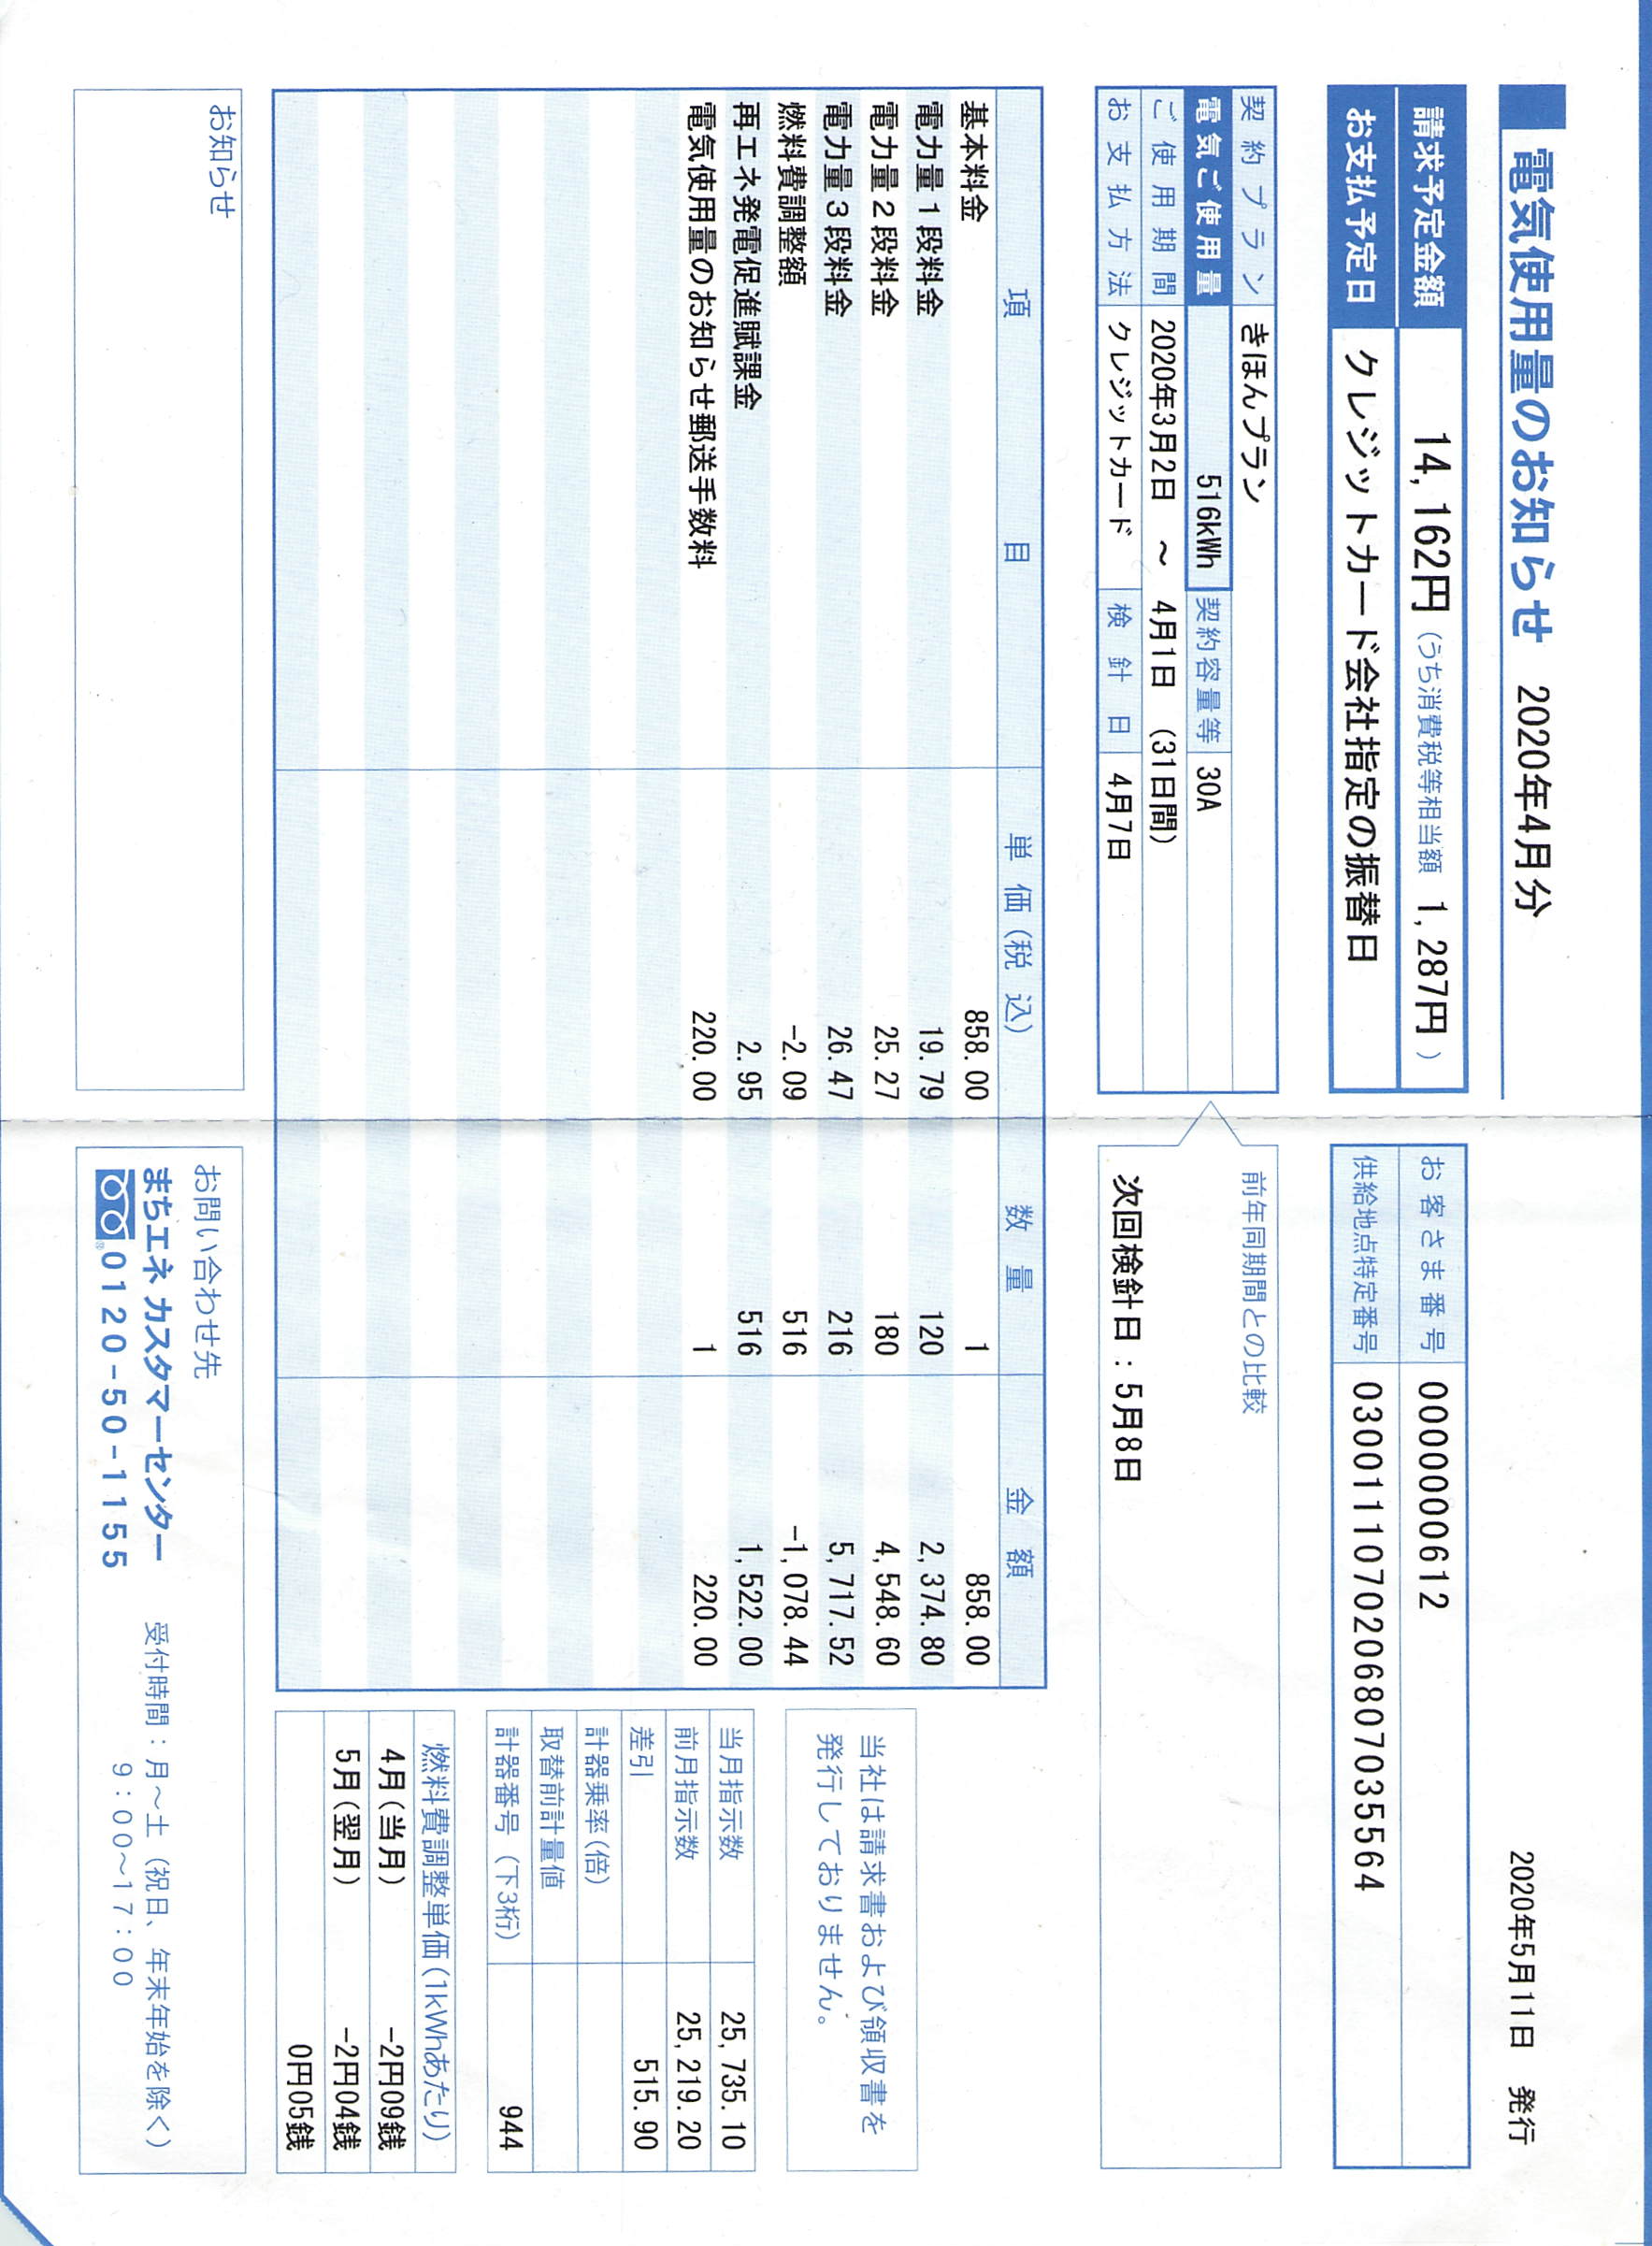 電気使用量のお知らせ 2020年4月分
2020年5月11日 発行
請求予定金額 14,162円 (うち消費税等相当額 1,287円)
お支払予定日 クレジットカード会社指定の振替日
お客さま番号 0000000612
供給地点特定番号 0300111070206807035564
契約プラン きほんプラン
電気ご使用量 516kWh 契約容量等 30A
ご使用期間 2020年3月2日 ～ 4月1日 (31日間)
お支払方法 クレジットカード 検針日 4月7日
前年同期間との比較
次回検針日：5月8日
項目 単価(税込) 数量 金額
基本料金 858.00 1 858.00
電力量1段料金 19.79 120 2,374.80
電力量2段料金 25.27 180 4,548.60
電力量3段料金 26.47 216 5,717.52
燃料費調整額 -2.09 516 -1,078.44
再エネ発電促進賦課金 2.95 516 1,522.00
電気使用量のお知らせ郵送手数料 220.00 1 220.00
当社は請求書および領収書を
発行しておりません。
当月指示数 25,735.10
前月指示数 25,219.20
差引 515.90
計器乗率(倍)
取替前計量値
計器番号（下3桁） 944
燃料費調整単価(1kWhあたり)
4月(当月) -2円09銭
5月(翌月) -2円04銭
0円05銭
お知らせ
お問い合わせ先
まちエネ カスタマーセンター 受付時間：月～土（祝日、年末年始を除く）
0120-50-1155 9:00～17:00